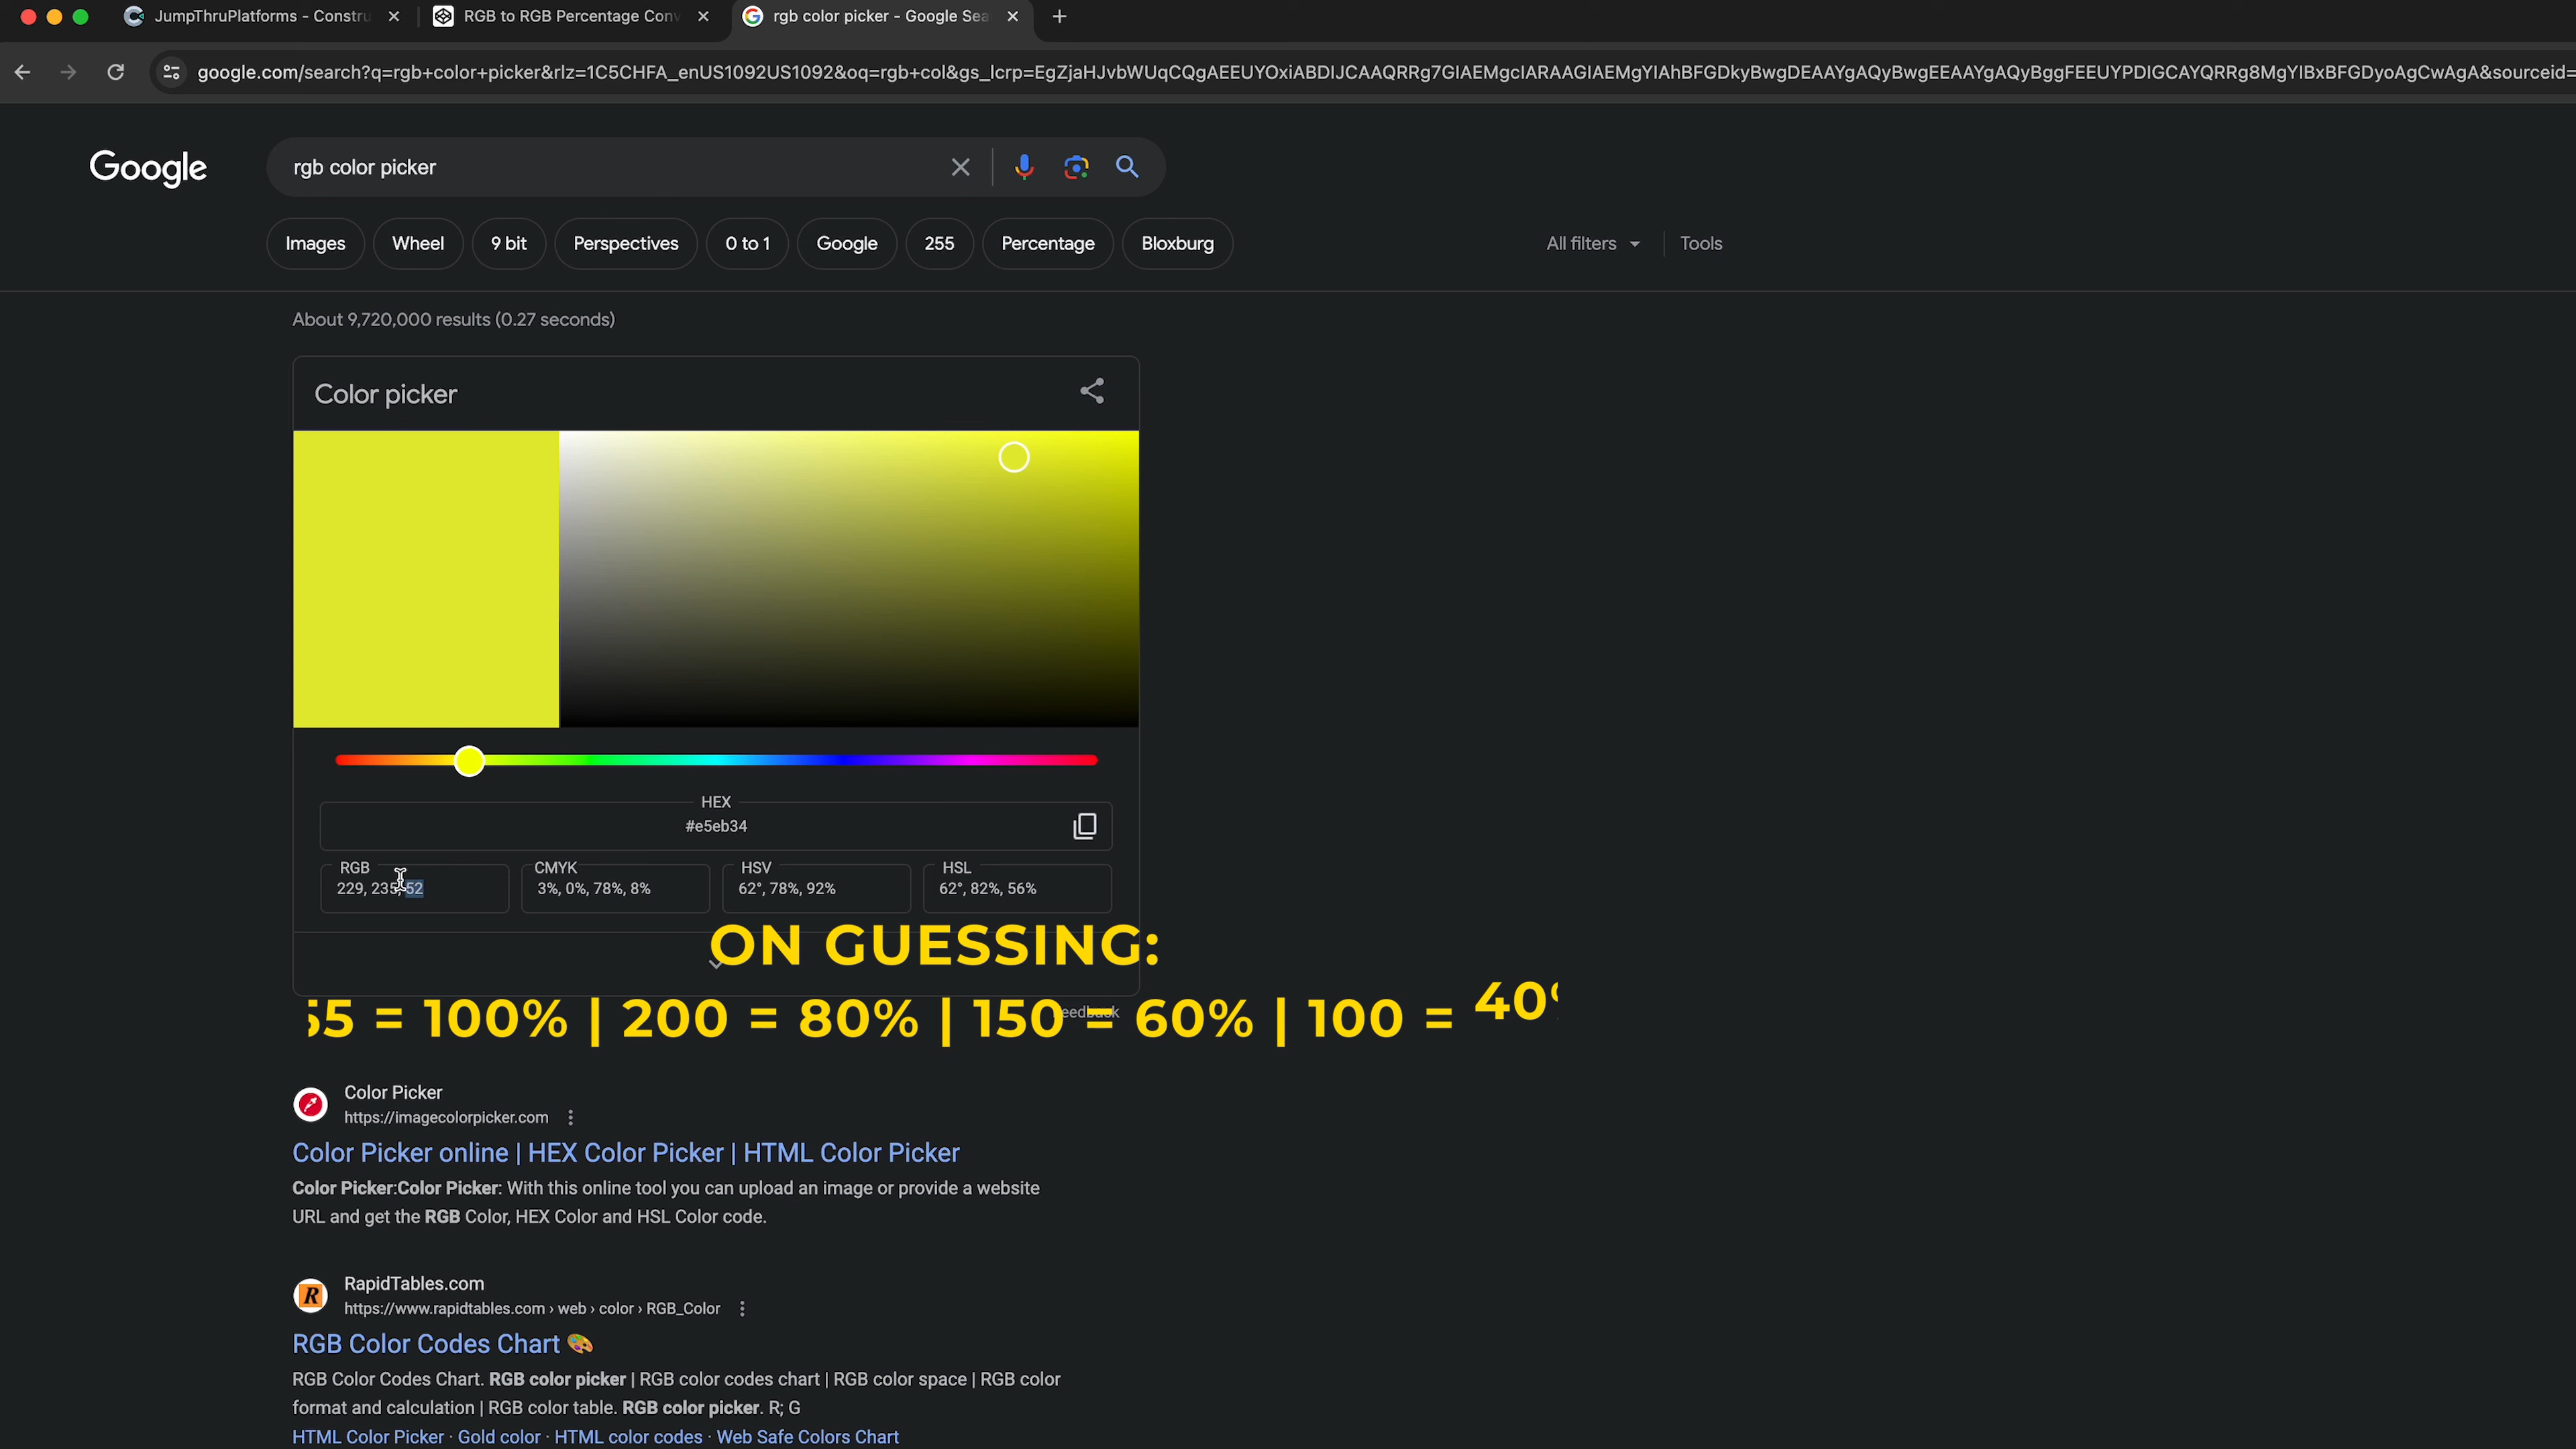 JumpThruPlatforms - Constru
RGB to RGB Percentage Conv
rgb color picker - Google Sea
google.com/search?q=rgb+color+picker&rlz=1C5CHFA_enUS1092US1092&oq=rgb+col&gs_lcrp=EgZjaHJvbWUqCQgAEEUYOxiABDIJCAAQRRg7GIAEMgcIARAAGIAEMgYIAhBFGDkyBwgDEAAYgAQyBwgEEAAYgAQyBggFEEUYPDIGCAYQRRg8MgYIBxBFGDyoAgCwAgA&sourceid=
Google
rgb color picker
Images
Wheel
9 bit
Perspectives
0 to 1
Google
255
Percentage
Bloxburg
All filters
Tools
About 9,720,000 results (0.27 seconds)
Color picker
HEX
#e5eb34
RGB
229, 235, 52
CMYK
3%, 0%, 78%, 8%
HSV
62°, 78%, 92%
HSL
62°, 82%, 56%
ON GUESSING:
55 = 100% | 200 = 80% | 150 = 60% | 100 = 40%
Feedback
Color Picker
https://imagecolorpicker.com
Color Picker online | HEX Color Picker | HTML Color Picker
Color Picker:Color Picker: With this online tool you can upload an image or provide a website
URL and get the RGB Color, HEX Color and HSL Color code.
RapidTables.com
https://www.rapidtables.com › web › color › RGB_Color
RGB Color Codes Chart 🎨
RGB Color Codes Chart. RGB color picker | RGB color codes chart | RGB color space | RGB color
format and calculation | RGB color table. RGB color picker. R; G
HTML Color Picker · Gold color · HTML color codes · Web Safe Colors Chart